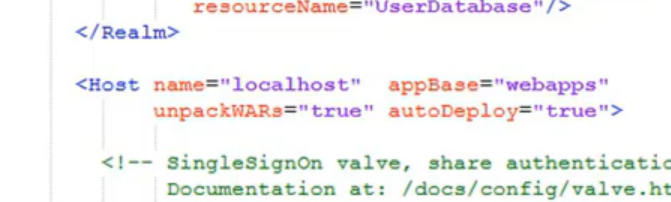 resourceName="UserDatabase"/>
</Realm>
<Host name="localhost"  appBase="webapps"
unpackWARs="true" autoDeploy="true">
<!-- SingleSignOn valve, share authenticatio
Documentation at: /docs/config/valve.ht